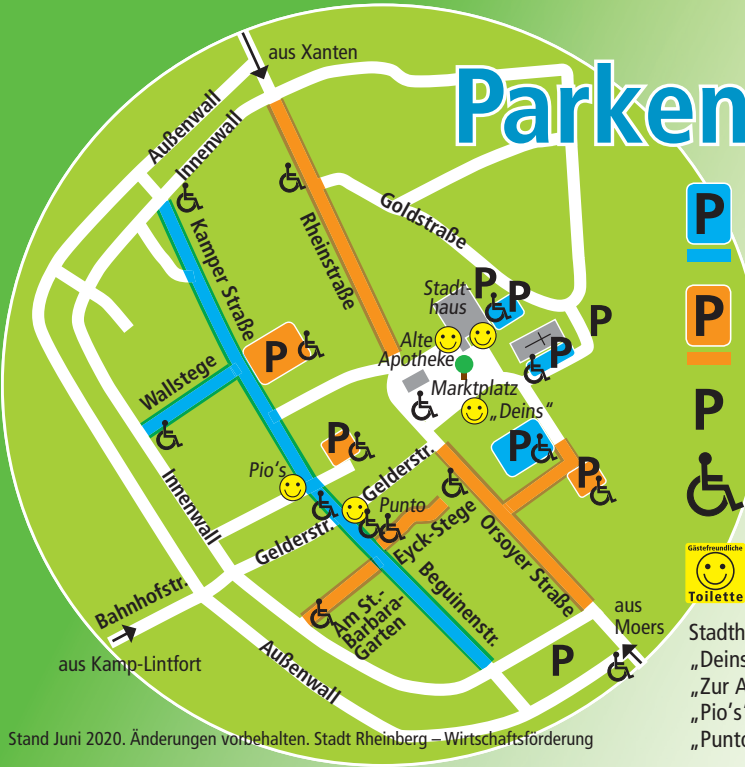 aus Xanten
Parken
Außenwall
Innenwall
Kamper Straße
Rheinstraße
Goldstraße
P
P
P
Stadt-
haus
P
P
P
P
Alte
Apotheke
Marktplatz
„Deins“
Wallstege
P
P
P
P
Pio's
Gelderstr.
Punto
Gelderstr.
Eyck-Stege
Orsoyer Straße
Innenwall
Beguinenstr.
Am St.-
Barbara-
Garten
Bahnhofstr.
Außenwall
aus Kamp-Lintfort
P
aus
Moers
Gästefreundliche
Toilette
Stadth
„Deins
„Zur A
„Pio's“
„Punto
Stand Juni 2020. Änderungen vorbehalten. Stadt Rheinberg – Wirtschaftsförderung